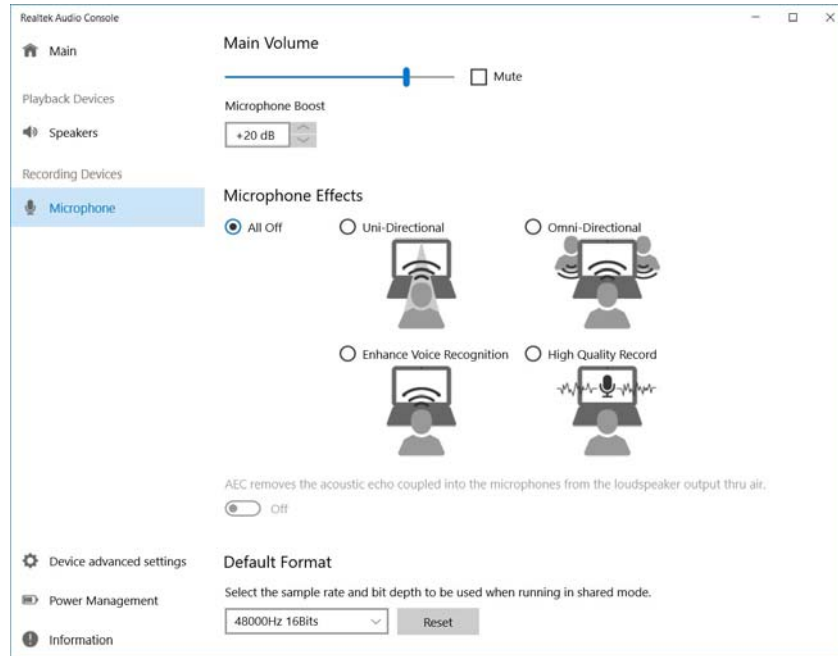 Realtek Audio Console
Main
Playback Devices
Speakers
Recording Devices
Microphone
Device advanced settings
Power Management
Information
Main Volume
Mute
Microphone Boost
+20 dB
Microphone Effects
All Off
Uni-Directional
Omni-Directional
Enhance Voice Recognition
High Quality Record
AEC removes the acoustic echo coupled into the microphones from the loudspeaker output thru air.
Off
Default Format
Select the sample rate and bit depth to be used when running in shared mode.
48000Hz 16Bits
Reset